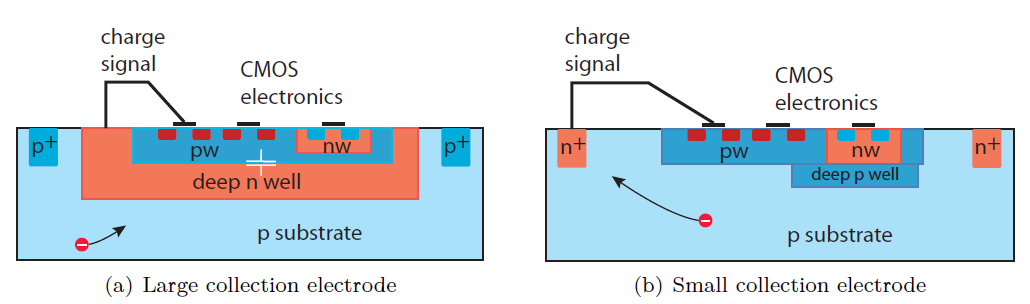 charge
signal
CMOS
electronics
p+
pw
nw
p+
deep n well
p substrate
(a) Large collection electrode
charge
signal
CMOS
electronics
n+
pw
nw
n+
deep p well
p substrate
(b) Small collection electrode